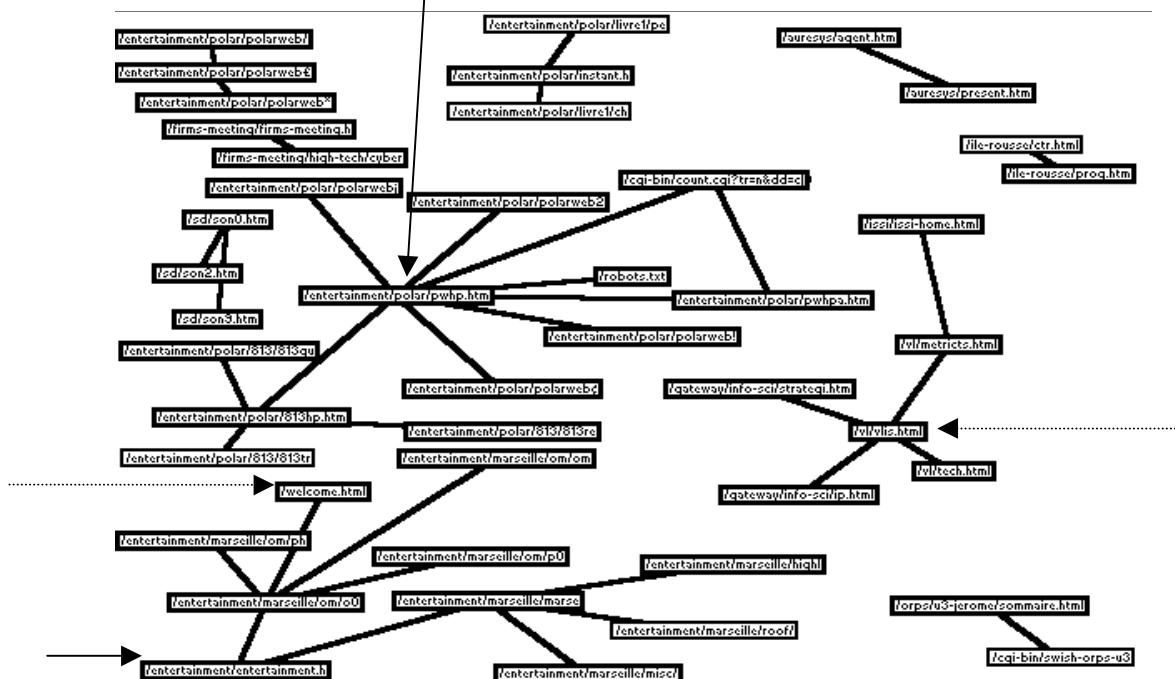 /entertainment/polar/livre1/pe
/entertainment/polar/polarweb/
/auresys/agent.htm
/entertainment/polar/polarweb€
/entertainment/polar/instant.h
/auresys/present.htm
/entertainment/polar/polarweb*
/entertainment/polar/livre1/ch
/firms-meeting/firms-meeting.h
/ile-rousse/ctr.html
/firms-meeting/high-tech/cyber
/ile-rousse/prog.htm
/cgi-bin/count.cgi?tr=n&dd=c|
/entertainment/polar/polarwebj
/entertainment/polar/polarweb2
/sd/son0.htm
/issi/issi-home.html
/sd/son2.htm
/robots.txt
/entertainment/polar/pwhp.htm
/entertainment/polar/pwhpa.htm
/sd/son3.htm
/entertainment/polar/polarweb!
/vl/metricts.html
/entertainment/polar/813/813qu
/entertainment/polar/polarweb¿
/gateway/info-sci/strategi.htm
/entertainment/polar/813hp.htm
/entertainment/polar/813/813re
/vl/vlis.html
/entertainment/polar/813/813tr
/entertainment/marseille/om/om
/vl/tech.html
/welcome.html
/gateway/info-sci/ip.html
/entertainment/marseille/om/ph
/entertainment/marseille/om/p0
/entertainment/marseille/highl
/entertainment/marseille/om/o0
/entertainment/marseille/marse
/orps/u3-jerome/sommaire.html
/entertainment/marseille/roof/
/cgi-bin/swish-orps-u3
/entertainment/entertainment.h
/entertainment/marseille/misc/